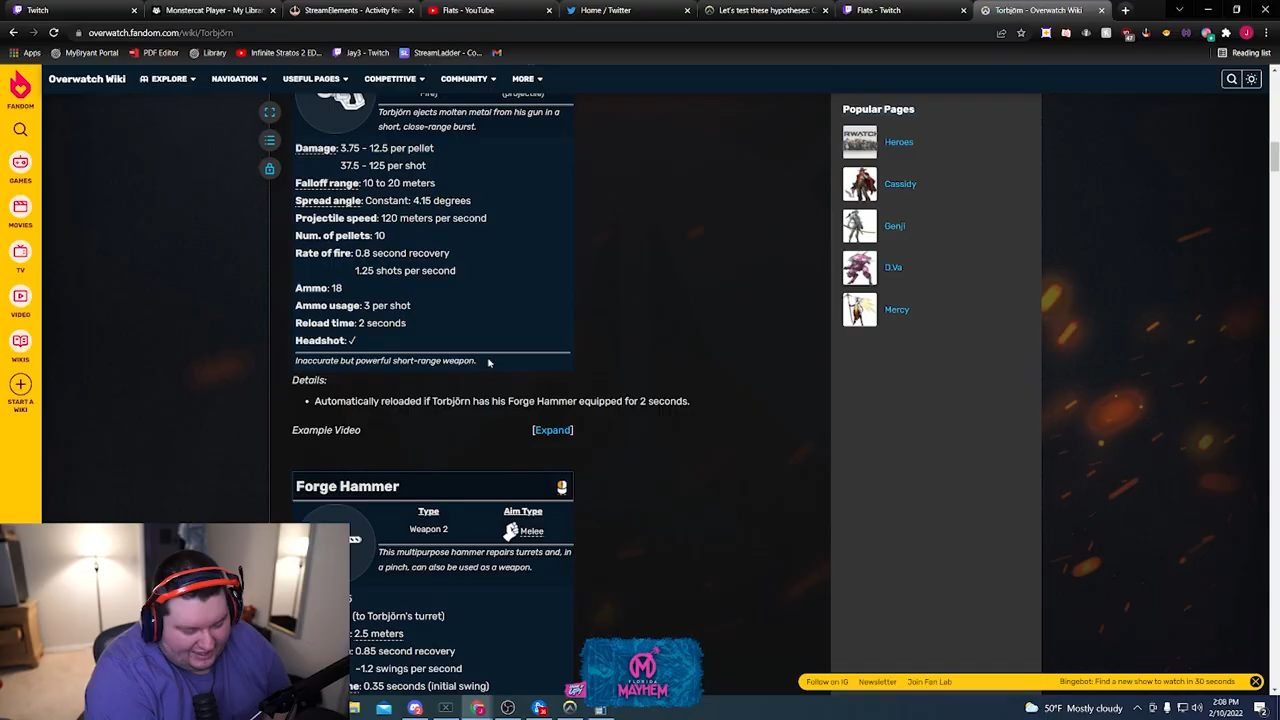 Twitch
Monstercat Player - My Libra
StreamElements - Activity fee
Flats - YouTube
Home / Twitter
Let's test these hypotheses: C
Flats - Twitch
Torbjörn - Overwatch Wiki
overwatch.fandom.com/wiki/Torbjörn
Apps
MyBryant Portal
PDF Editor
Library
Infinite Stratos 2 ED...
Jay3 - Twitch
StreamLadder - Co...
Reading list
FANDOM
GAMES
MOVIES
TV
VIDEO
WIKIS
START A
WIKI
Overwatch Wiki
EXPLORE
NAVIGATION
USEFUL PAGES
COMPETITIVE
COMMUNITY
MORE
Fire) (projectile)
Torbjörn ejects molten metal from his gun in a
short, close-range burst.
Damage: 3.75 - 12.5 per pellet
37.5 - 125 per shot
Falloff range: 10 to 20 meters
Spread angle: Constant: 4.15 degrees
Projectile speed: 120 meters per second
Num. of pellets: 10
Rate of fire: 0.8 second recovery
1.25 shots per second
Ammo: 18
Ammo usage: 3 per shot
Reload time: 2 seconds
Headshot: ✓
Inaccurate but powerful short-range weapon.
Details:
• Automatically reloaded if Torbjörn has his Forge Hammer equipped for 2 seconds.
Example Video
[Expand]
Forge Hammer
Type
Aim Type
Weapon 2
Melee
This multipurpose hammer repairs turrets and, in
a pinch, can also be used as a weapon.
(to Torbjörn's turret)
2.5 meters
0.85 second recovery
~1.2 swings per second
0.35 seconds (initial swing)
Popular Pages
Heroes
Cassidy
Genji
D.Va
Mercy
FLORIDA
MAYHEM
Follow on IG
Newsletter
Join Fan Lab
Bingebot: Find a new show to watch in 30 seconds
50°F Mostly cloudy
2:08 PM
2/10/2022